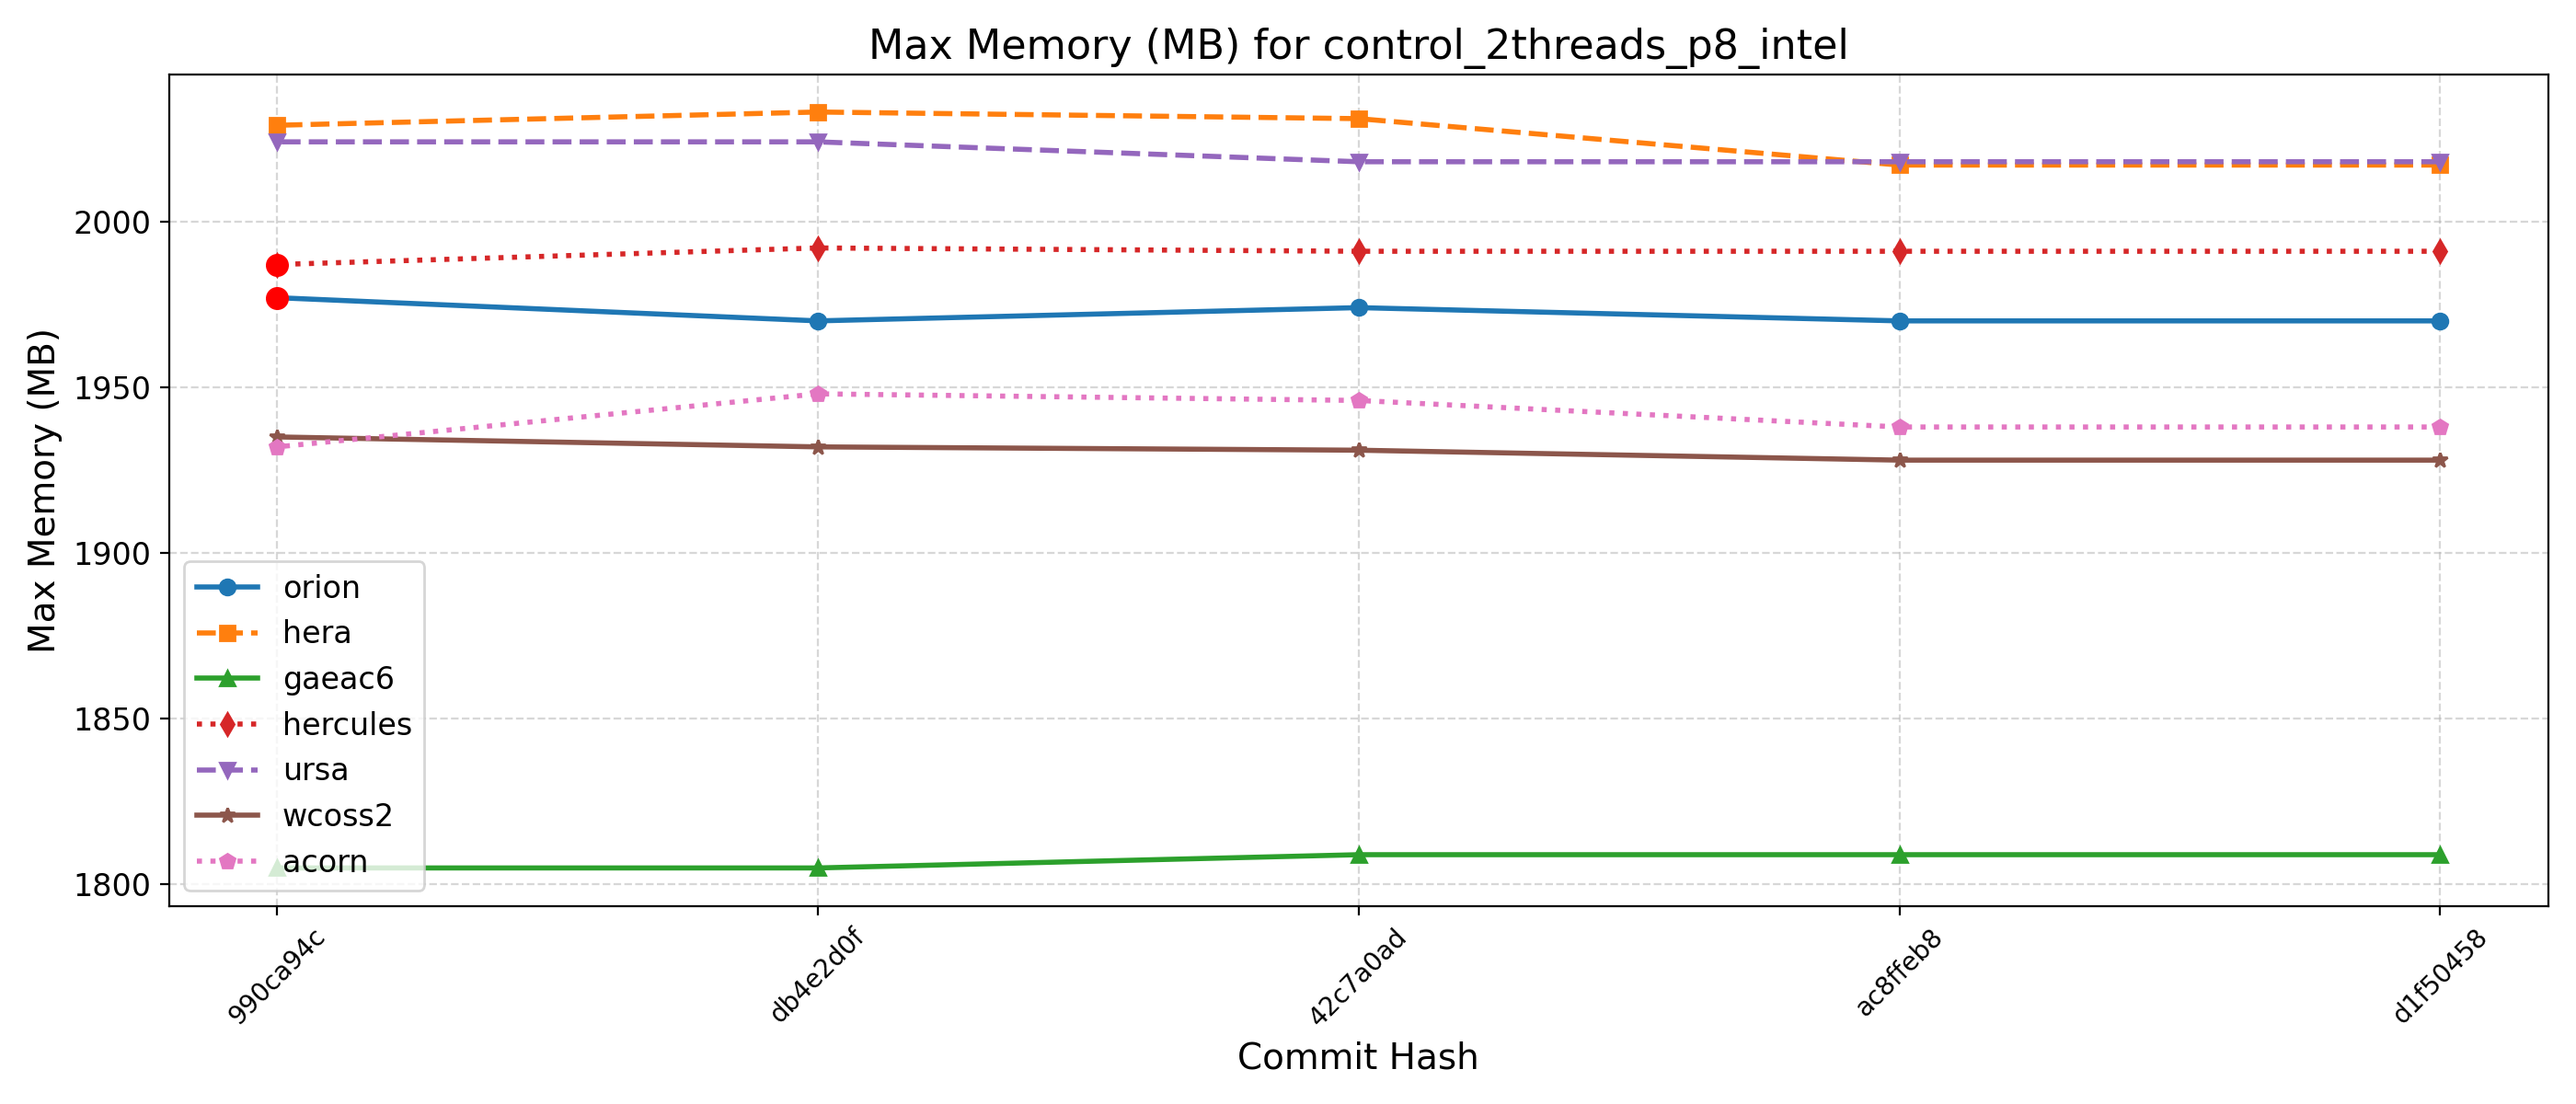 Max Memory (MB) for control_2threads_p8_intel
Max Memory (MB)
2000
1950
1900
1850
1800
orion
hera
gaeac6
hercules
ursa
wcoss2
acorn
990ca94c
db4e2d0f
42c7a0ad
ac8ffeb8
d1f50458
Commit Hash